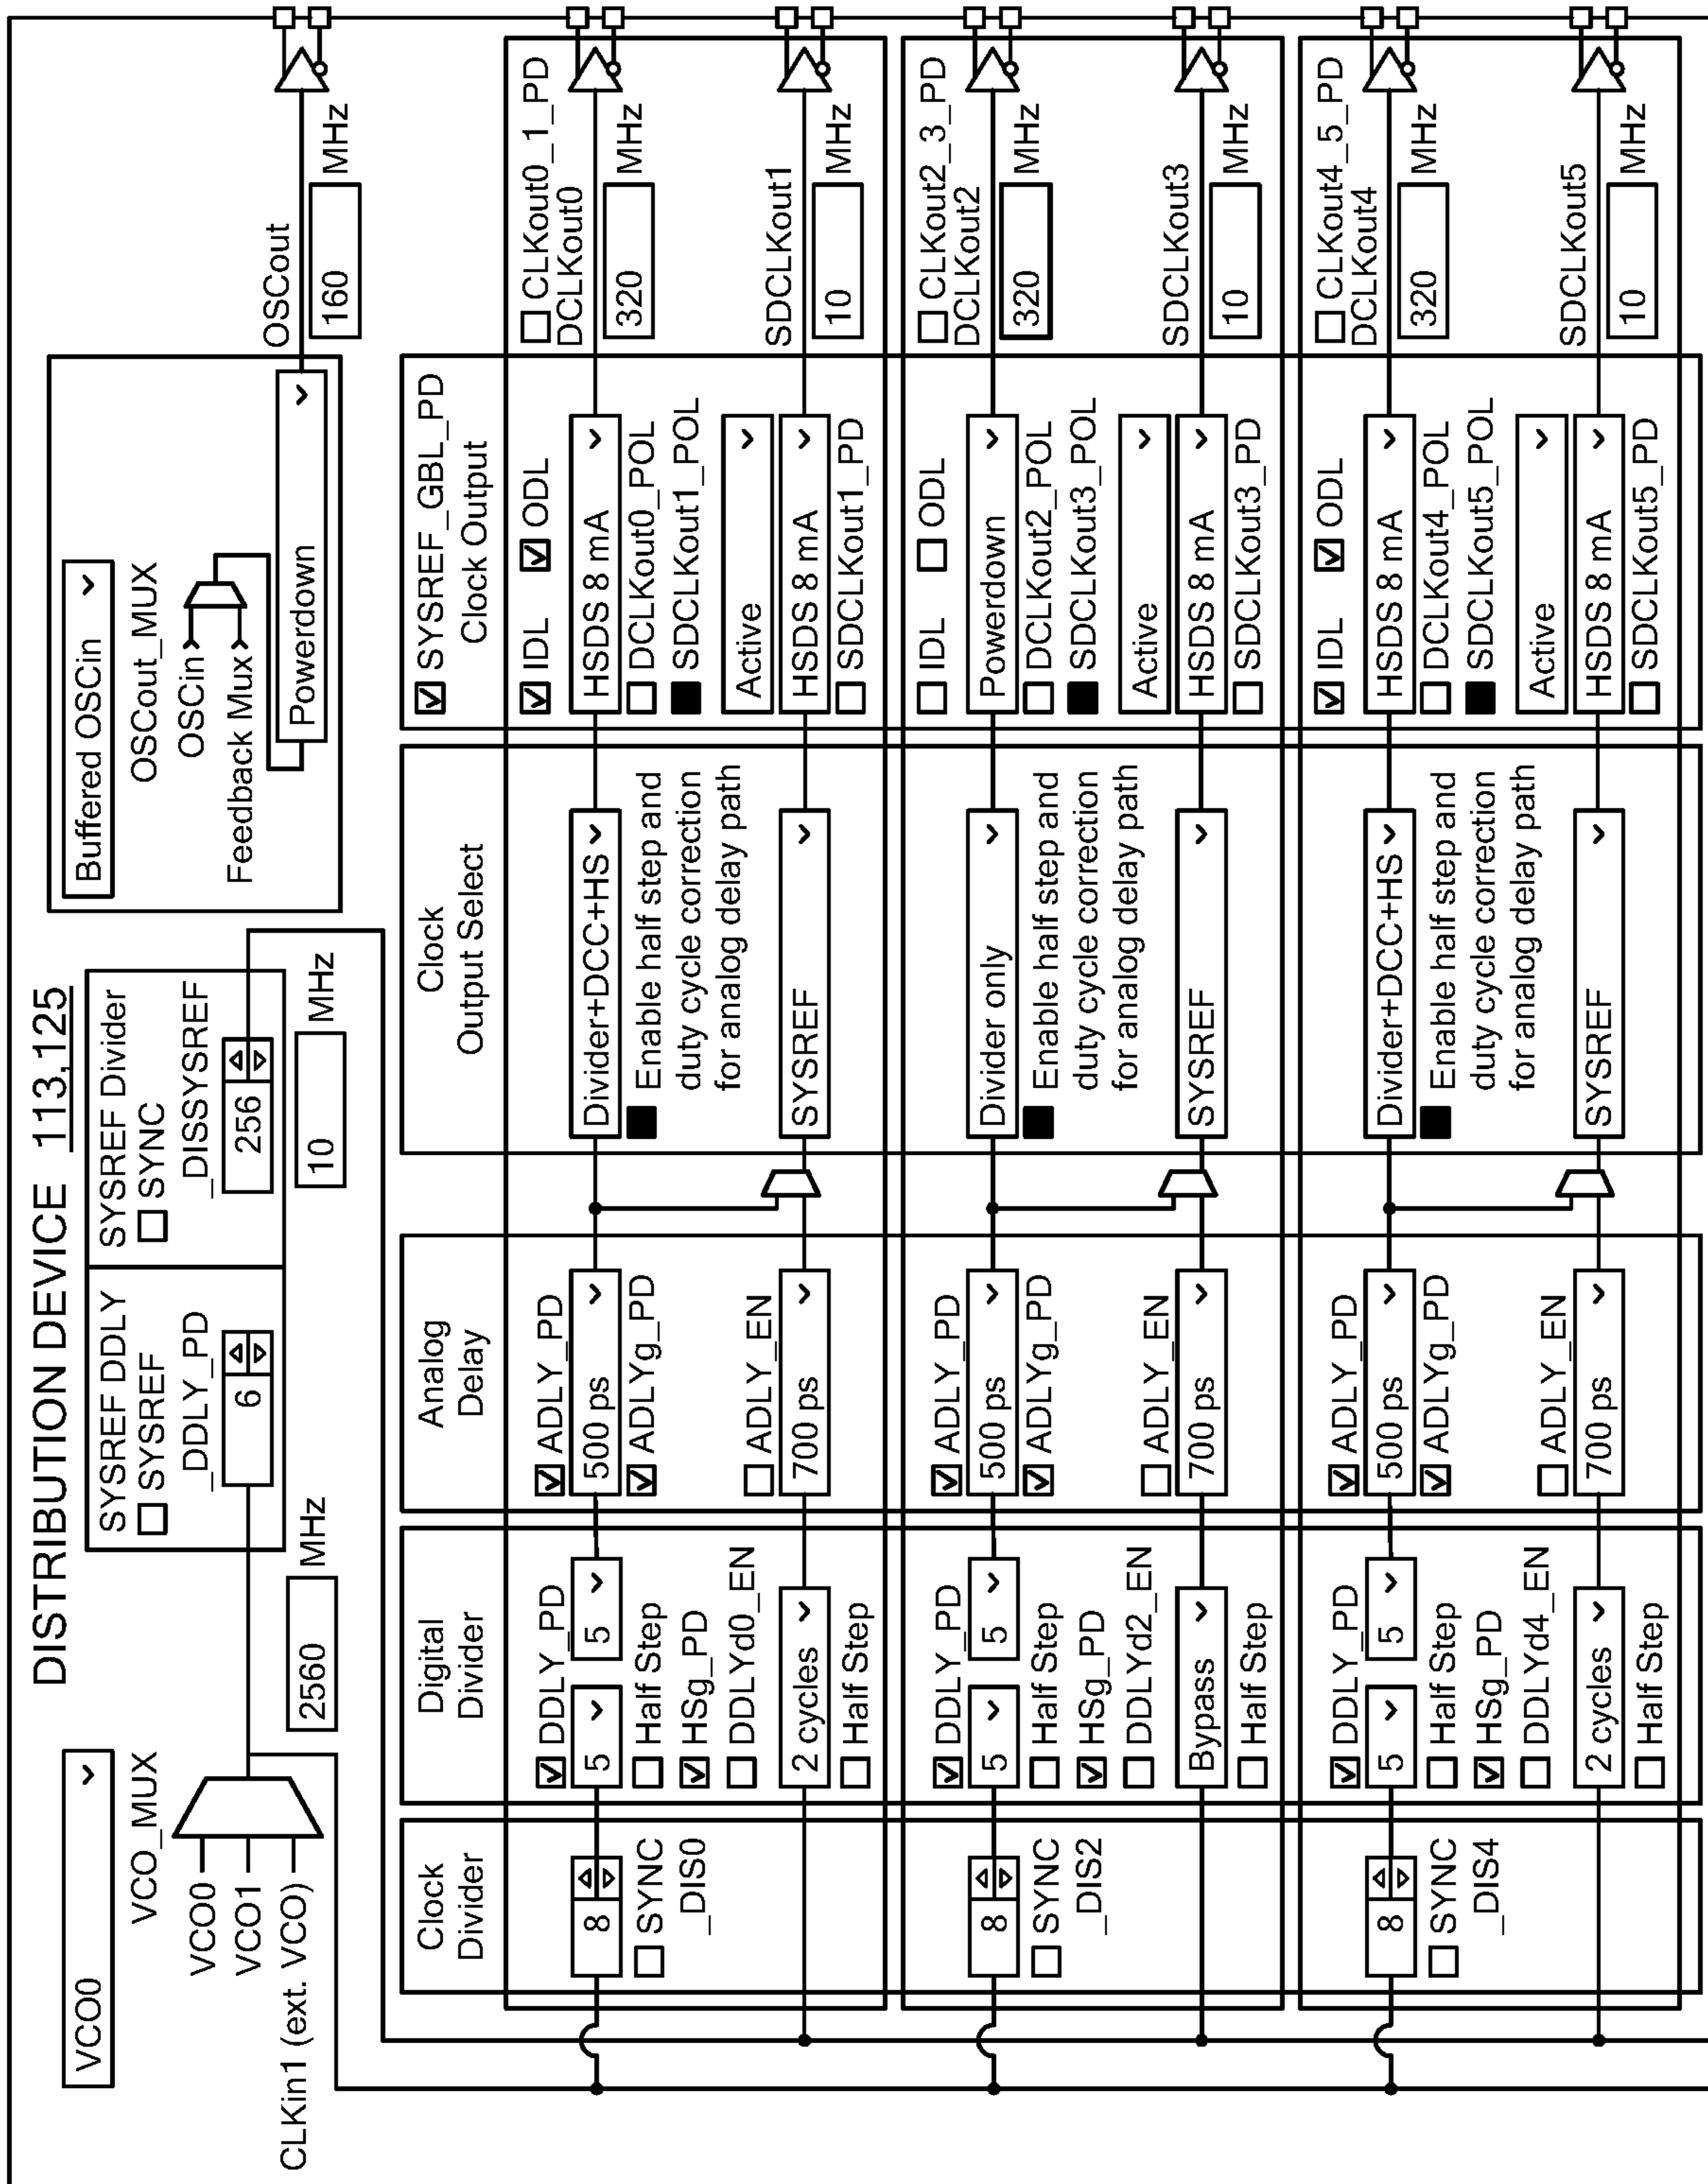 DISTRIBUTION DEVICE 113,125
VCO0
VCO_MUX
VCO0
VCO1
CLKin1 (ext. VCO)
2560 MHz
SYSREF DDLY
SYSREF
_DDLY_PD
6
SYSREF Divider
SYNC
_DISSYSREF
256
10 MHz
Buffered OSCin
OSCout_MUX
OSCin
Feedback Mux
Powerdown
OSCout
160 MHz
Clock
Divider
Digital
Divider
Analog
Delay
Clock
Output Select
SYSREF_GBL_PD
Clock Output
8
SYNC
_DIS0
DDLY_PD
5 5
Half Step
HSg_PD
DDLYd0_EN
2 cycles
Half Step
ADLY_PD
500 ps
ADLYg_PD
ADLY_EN
700 ps
Divider+DCC+HS
Enable half step and
duty cycle correction
for analog delay path
SYSREF
IDL ODL
HSDS 8 mA
DCLKout0_POL
SDCLKout1_POL
Active
HSDS 8 mA
SDCLKout1_PD
CLKout0_1_PD
DCLKout0
320 MHz
SDCLKout1
10 MHz
8
SYNC
_DIS2
DDLY_PD
5 5
Half Step
HSg_PD
DDLYd2_EN
Bypass
Half Step
ADLY_PD
500 ps
ADLYg_PD
ADLY_EN
700 ps
Divider only
Enable half step and
duty cycle correction
for analog delay path
SYSREF
IDL ODL
Powerdown
DCLKout2_POL
SDCLKout3_POL
Active
HSDS 8 mA
SDCLKout3_PD
CLKout2_3_PD
DCLKout2
320 MHz
SDCLKout3
10 MHz
8
SYNC
_DIS4
DDLY_PD
5 5
Half Step
HSg_PD
DDLYd4_EN
2 cycles
Half Step
ADLY_PD
500 ps
ADLYg_PD
ADLY_EN
700 ps
Divider+DCC+HS
Enable half step and
duty cycle correction
for analog delay path
SYSREF
IDL ODL
HSDS 8 mA
DCLKout4_POL
SDCLKout5_POL
Active
HSDS 8 mA
SDCLKout5_PD
CLKout4_5_PD
DCLKout4
320 MHz
SDCLKout5
10 MHz